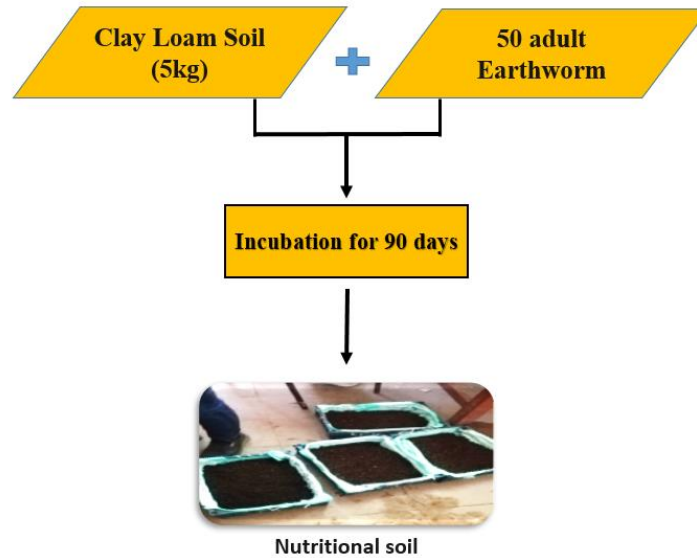 Clay Loam Soil
(5kg)
50 adult
Earthworm
Incubation for 90 days
Nutritional soil